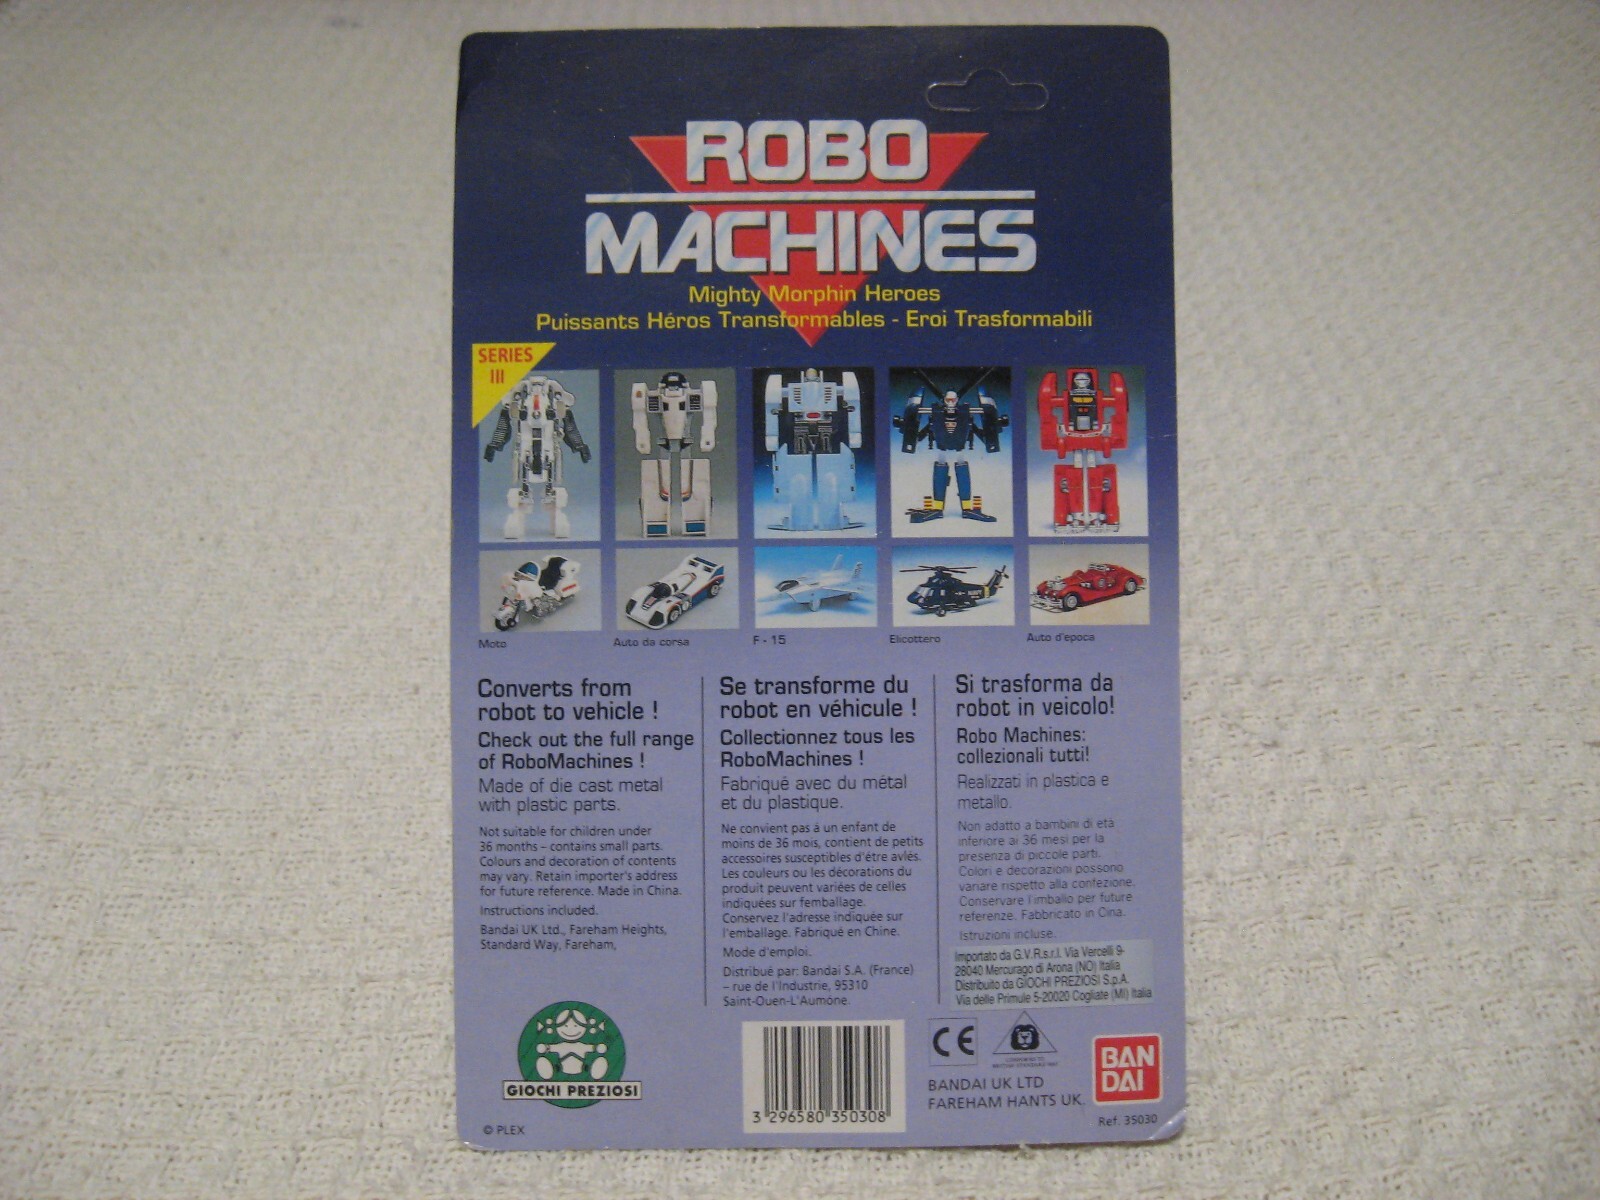 ROBO
MACHINES
Mighty Morphin Heroes
Puissants Héros Transformables - Eroi Trasformabili
SERIES
III
Moto
Auto da corsa
F - 15
Elicottero
Auto d'epoca
Converts from
robot to vehicle !
Check out the full range
of RoboMachines !
Made of die cast metal
with plastic parts.
Not suitable for children under
36 months – contains small parts.
Colours and decoration of contents
may vary. Retain importer's address
for future reference. Made in China.
Instructions included.
Bandai UK Ltd., Fareham Heights,
Standard Way, Fareham,
Se transforme du
robot en véhicule !
Collectionnez tous les
RoboMachines !
Fabriqué avec du métal
et du plastique.
Ne convient pas à un enfant de
moins de 36 mois, contient de petits
accessoires susceptibles d'être avlés.
Les couleurs ou les décorations du
produit peuvent variées de celles
indiquées sur femballage.
Conservez l'adresse indiquée sur
l'emballage. Fabriqué en Chine.
Mode d'emploi.
Distribué par: Bandai S.A. (France)
– rue de l'Industrie, 95310
Saint-Ouen-L'Aumône.
Si trasforma da
robot in veicolo!
Robo Machines:
collezionali tutti!
Realizzati in plastica e
metallo.
Non adatto a bambini di età
inferiore ai 36 mesi per la
presenza di piccole parti.
Colori e decorazioni possono
variare rispetto alla confezione.
Conservare l'imballo per future
referenze. Fabbricato in Cina.
Istruzioni incluse.
Importato da G.V.R.s.r.l. Via Vercelli 9-
28040 Mercurago di Arona (NO) Italia
Distribuito da GIOCHI PREZIOSI S.p.A.
Via delle Primule 5-20020 Cogliate (MI) Italia
GIOCHI PREZIOSI
© PLEX
3 296580 350308
CE
BANDAI UK LTD
FAREHAM HANTS UK.
BAN
DAI
Ref. 35030